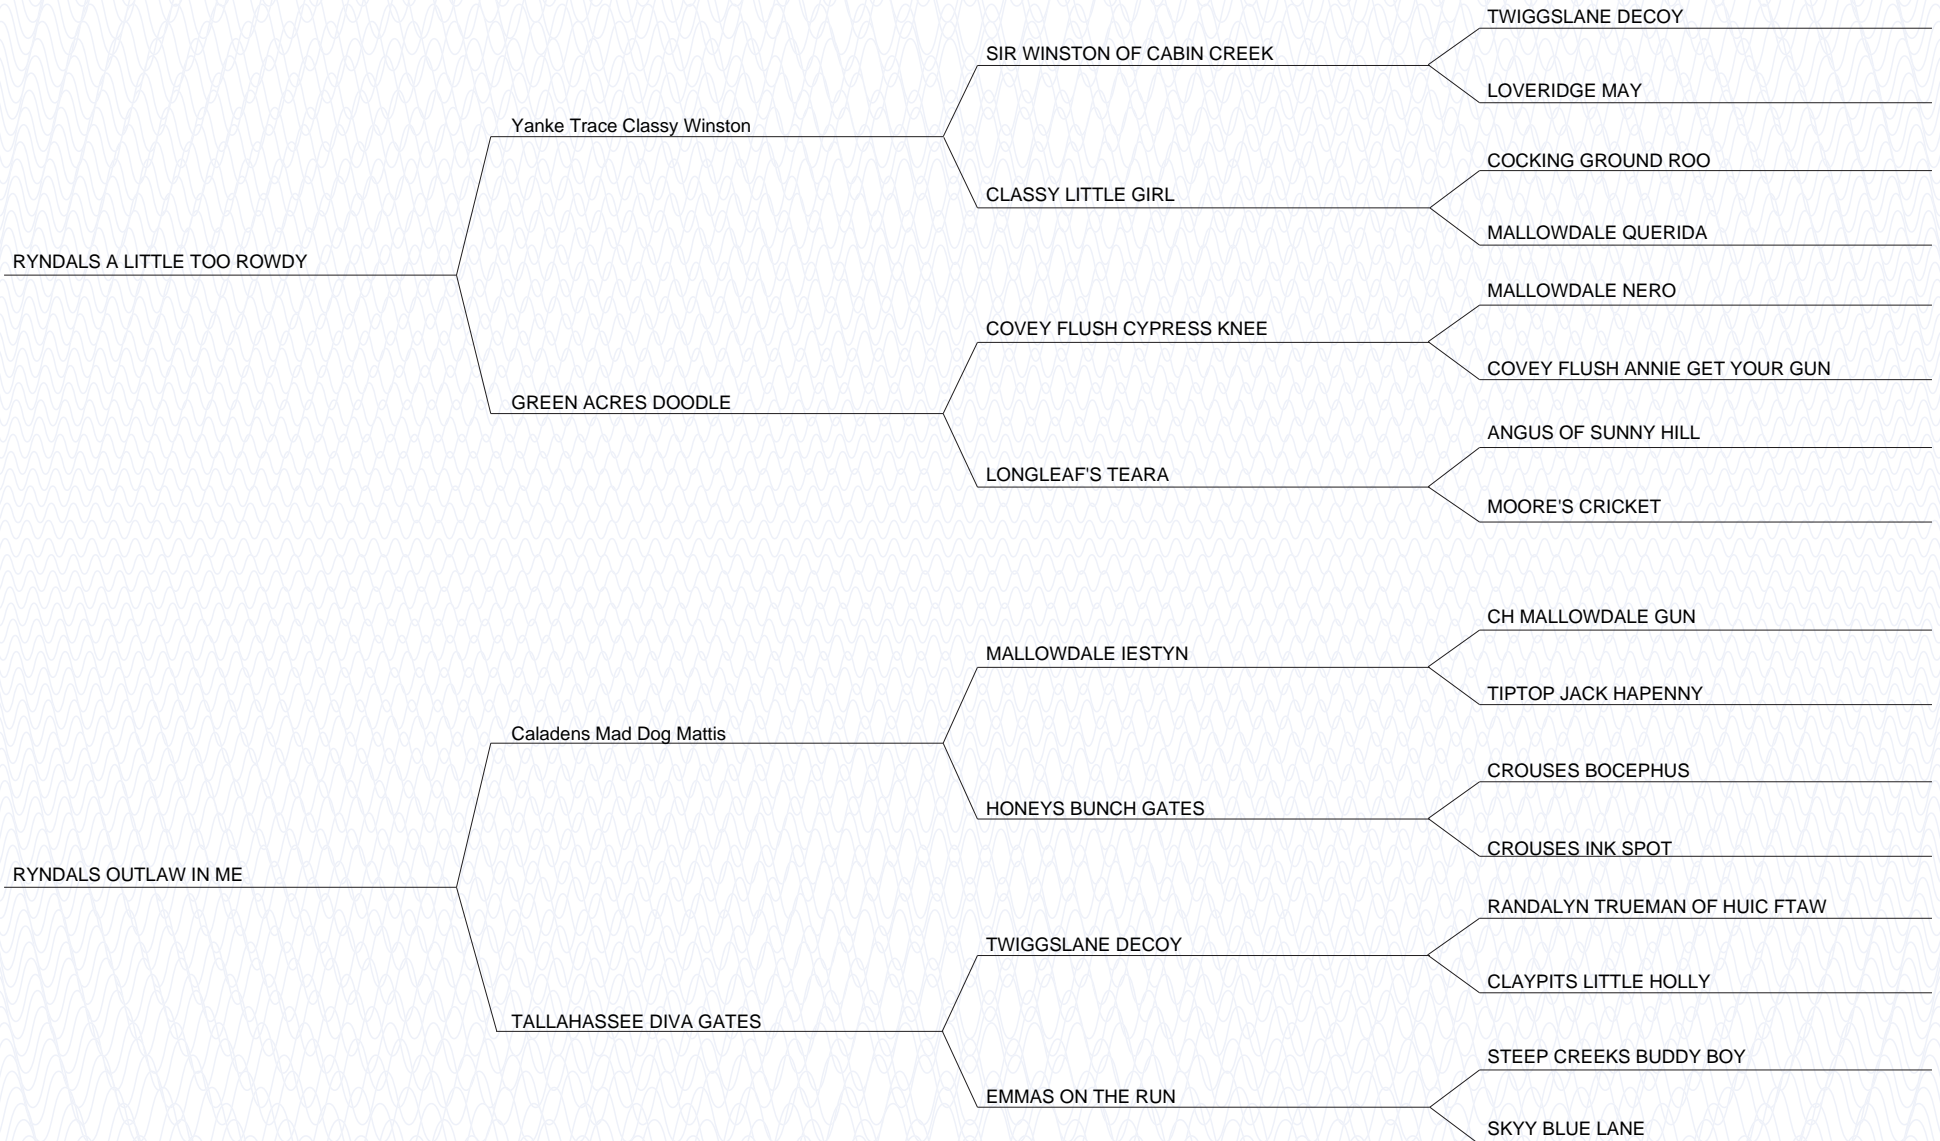 TWIGGSLANE DECOY
SIR WINSTON OF CABIN CREEK
LOVERIDGE MAY
Yanke Trace Classy Winston
COCKING GROUND ROO
CLASSY LITTLE GIRL
MALLOWDALE QUERIDA
RYNDALS A LITTLE TOO ROWDY
MALLOWDALE NERO
COVEY FLUSH CYPRESS KNEE
COVEY FLUSH ANNIE GET YOUR GUN
GREEN ACRES DOODLE
ANGUS OF SUNNY HILL
LONGLEAF'S TEARA
MOORE'S CRICKET
CH MALLOWDALE GUN
MALLOWDALE IESTYN
TIPTOP JACK HAPENNY
Caladens Mad Dog Mattis
CROUSES BOCEPHUS
HONEYS BUNCH GATES
CROUSES INK SPOT
RYNDALS OUTLAW IN ME
RANDALYN TRUEMAN OF HUIC FTAW
TWIGGSLANE DECOY
CLAYPITS LITTLE HOLLY
TALLAHASSEE DIVA GATES
STEEP CREEKS BUDDY BOY
EMMAS ON THE RUN
SKYY BLUE LANE